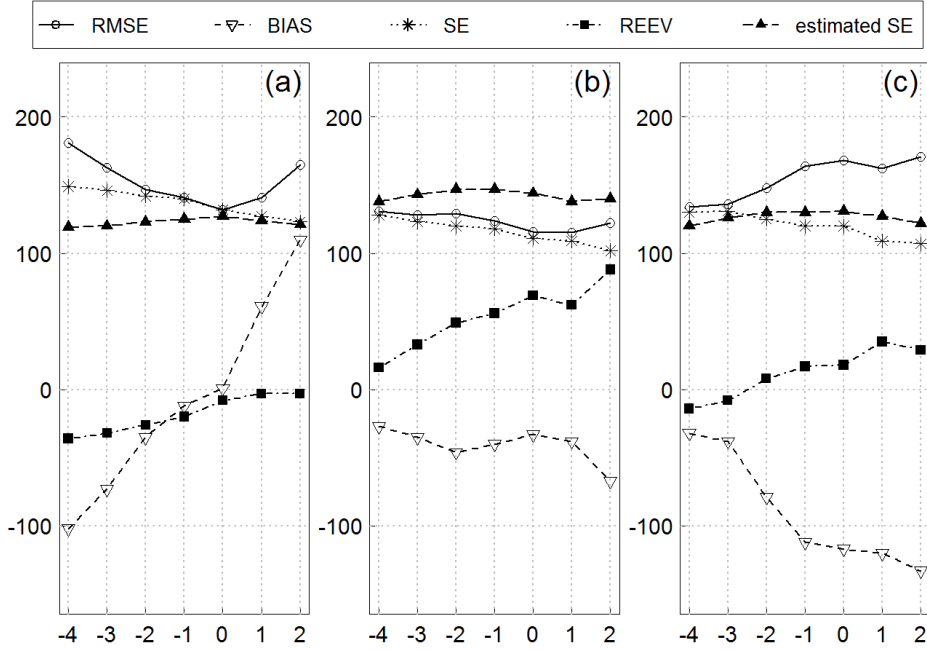 RMSE BIAS SE REEV estimated SE
(a) (b) (c)
200 200 200
100 100 100
0 0 0
-100 -100 -100
-4 -3 -2 -1 0 1 2 -4 -3 -2 -1 0 1 2 -4 -3 -2 -1 0 1 2